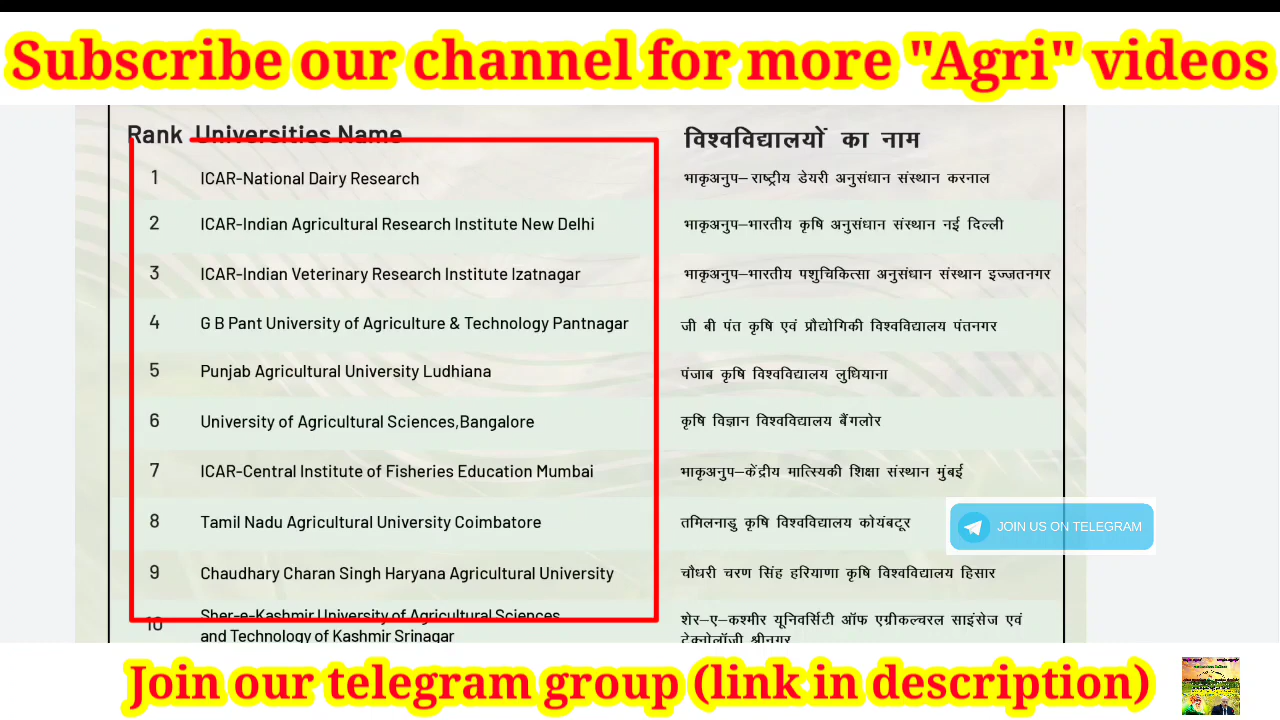 Subscribe our channel for more "Agri" videos
Rank Universities Name विश्वविद्यालयों का नाम
1 ICAR-National Dairy Research भाकृअनुप–राष्ट्रीय डेयरी अनुसंधान संस्थान करनाल
2 ICAR-Indian Agricultural Research Institute New Delhi भाकृअनुप–भारतीय कृषि अनुसंधान संस्थान नई दिल्ली
3 ICAR-Indian Veterinary Research Institute Izatnagar भाकृअनुप–भारतीय पशुचिकित्सा अनुसंधान संस्थान इज्जतनगर
4 G B Pant University of Agriculture & Technology Pantnagar जी बी पंत कृषि एवं प्रौद्योगिकी विश्वविद्यालय पंतनगर
5 Punjab Agricultural University Ludhiana पंजाब कृषि विश्वविद्यालय लुधियाना
6 University of Agricultural Sciences,Bangalore कृषि विज्ञान विश्वविद्यालय बैंगलोर
7 ICAR-Central Institute of Fisheries Education Mumbai भाकृअनुप–केंद्रीय मात्स्यिकी शिक्षा संस्थान मुंबई
8 Tamil Nadu Agricultural University Coimbatore तमिलनाडु कृषि विश्वविद्यालय कोयंबटूर
JOIN US ON TELEGRAM
9 Chaudhary Charan Singh Haryana Agricultural University चौधरी चरण सिंह हरियाणा कृषि विश्वविद्यालय हिसार
10 Sher-e-Kashmir University of Agricultural Sciences शेर–ए–कश्मीर यूनिवर्सिटी ऑफ एग्रीकल्चरल साइंसेज एवं
and Technology of Kashmir Srinagar टेक्नोलॉजी श्रीनगर
Join our telegram group (link in description)